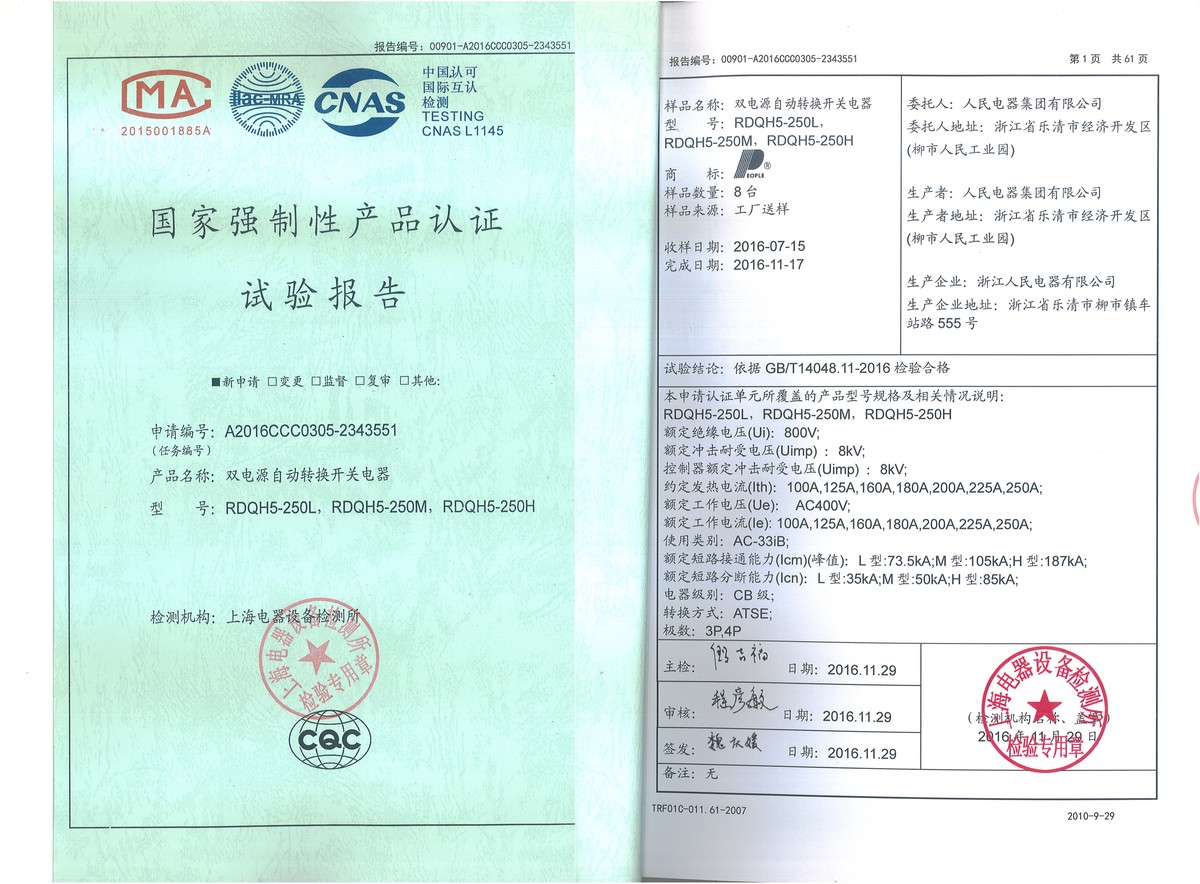 报告编号：00901-A2016CCC0305-2343551
MA
2015001885A
ilac-MRA
CNAS
中国认可
国际互认
检测
TESTING
CNAS L1145
国家强制性产品认证
试验报告
■新申请 □变更 □监督 □复审 □其他:
申请编号：A2016CCC0305-2343551
（任务编号）
产品名称：双电源自动转换开关电器
型 号：RDQH5-250L，RDQH5-250M，RDQH5-250H
检测机构：上海电器设备检测所
上海电器设备检测所
检验专用章
CQC
报告编号：00901-A2016CCC0305-2343551
第 1 页 共 61 页
样品名称：双电源自动转换开关电器
型 号：RDQH5-250L，
RDQH5-250M，RDQH5-250H
商 标：PEOPLE®
样品数量：8 台
样品来源：工厂送样
收样日期：2016-07-15
完成日期：2016-11-17
委托人：人民电器集团有限公司
委托人地址：浙江省乐清市经济开发区
(柳市人民工业园)
生产者：人民电器集团有限公司
生产者地址：浙江省乐清市经济开发区
(柳市人民工业园)
生产企业：浙江人民电器有限公司
生产企业地址：浙江省乐清市柳市镇车
站路 555 号
试验结论：依据 GB/T14048.11-2016 检验合格
本申请认证单元所覆盖的产品型号规格及相关情况说明：
RDQH5-250L，RDQH5-250M，RDQH5-250H
额定绝缘电压(Ui)：800V;
额定冲击耐受电压(Uimp)：8kV;
控制器额定冲击耐受电压(Uimp)：8kV;
约定发热电流(Ith)：100A,125A,160A,180A,200A,225A,250A;
额定工作电压(Ue)：AC400V;
额定工作电流(Ie): 100A,125A,160A,180A,200A,225A,250A;
使用类别：AC-33iB;
额定短路接通能力(Icm)(峰值)：L 型:73.5kA;M 型:105kA;H 型:187kA;
额定短路分断能力(Icn)：L 型:35kA;M 型:50kA;H 型:85kA;
电器级别：CB 级;
转换方式：ATSE;
极数：3P,4P
主检： 日期：2016.11.29
审核：程彦敏 日期：2016.11.29
签发： 日期：2016.11.29
（检测机构名称、盖章）
2016 年 11 月 29 日
上海电器设备检测所
检验专用章
备注：无
TRF01C-011.61-2007
2010-9-29